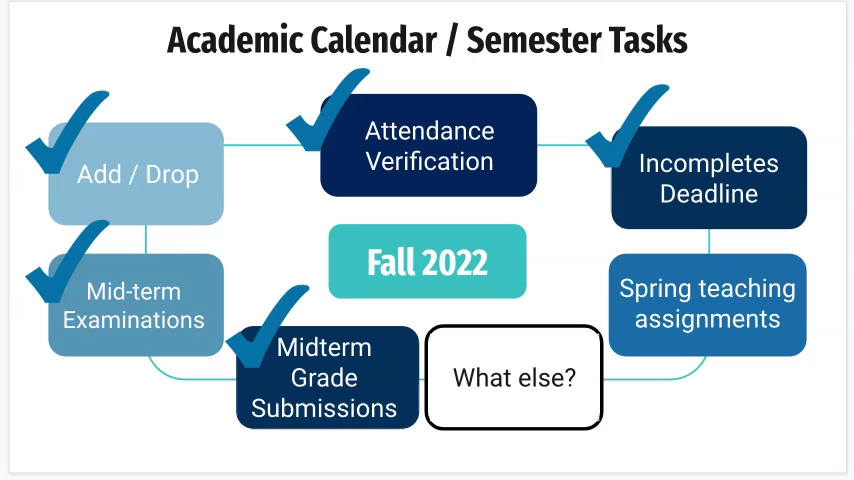 Academic Calendar / Semester Tasks
Add / Drop
Attendance
Verification
Incompletes
Deadline
Fall 2022
Mid-term
Examinations
Spring teaching
assignments
Midterm
Grade
Submissions
What else?